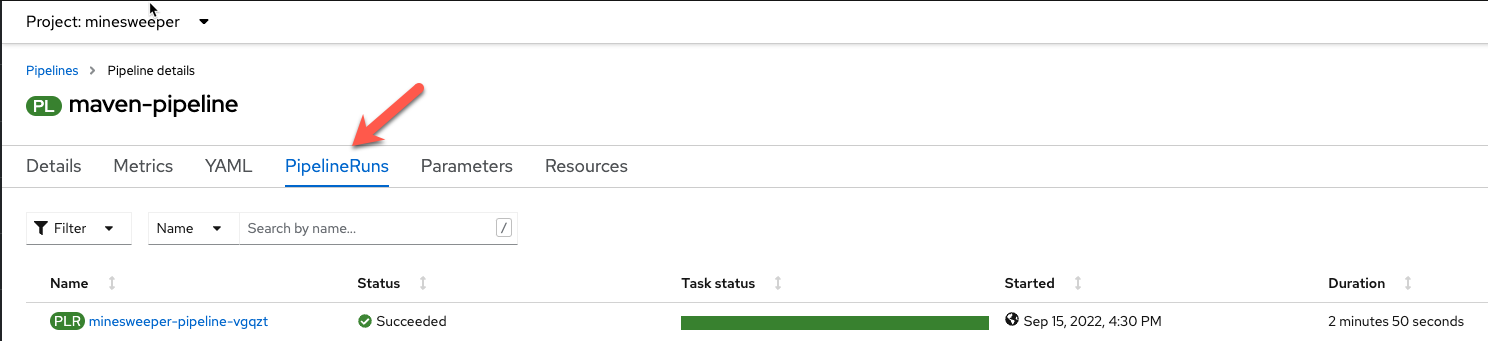 Project: minesweeper
Pipelines > Pipeline details
PL maven-pipeline
Details Metrics YAML PipelineRuns Parameters Resources
Filter Name Search by name... /
Name Status Task status Started Duration
PLR minesweeper-pipeline-vgqzt Succeeded Sep 15, 2022, 4:30 PM 2 minutes 50 seconds